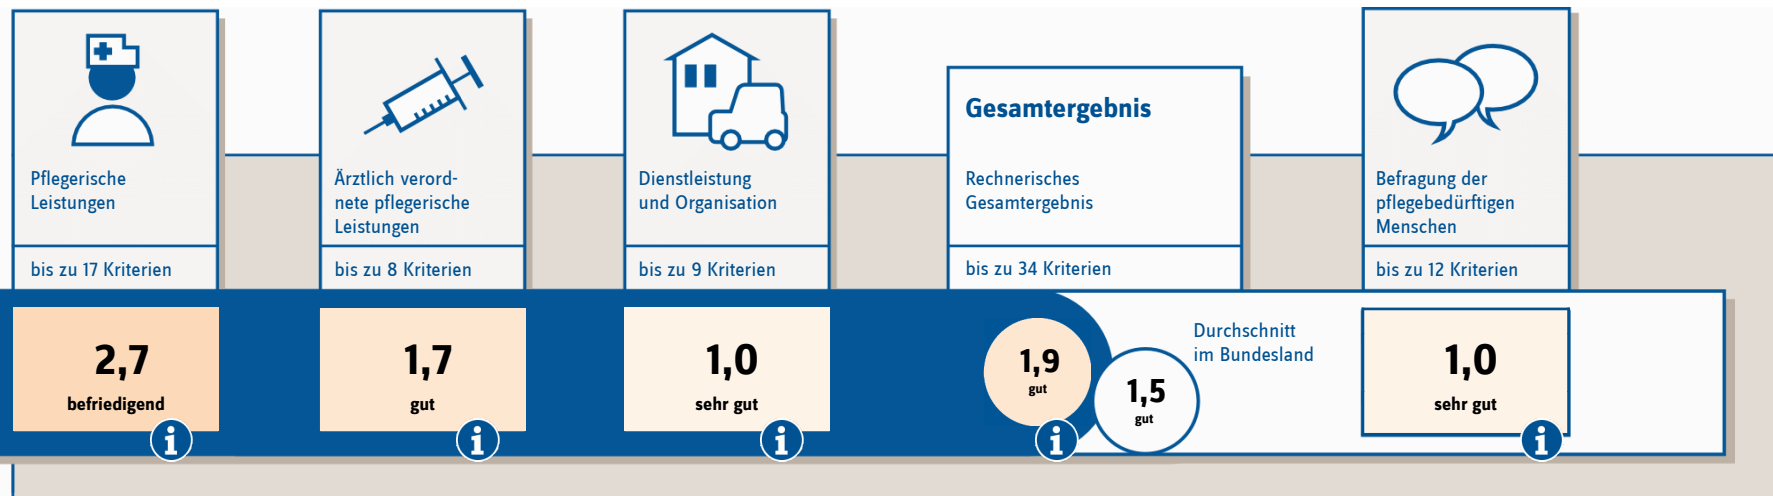 Pflegerische
Leistungen
bis zu 17 Kriterien
2,7
befriedigend
i
Ärztlich verord-
nete pflegerische
Leistungen
bis zu 8 Kriterien
1,7
gut
i
Dienstleistung
und Organisation
bis zu 9 Kriterien
1,0
sehr gut
i
Gesamtergebnis
Rechnerisches
Gesamtergebnis
bis zu 34 Kriterien
1,9
gut
i
1,5
gut
Durchschnitt
im Bundesland
Befragung der
pflegebedürftigen
Menschen
bis zu 12 Kriterien
1,0
sehr gut
i